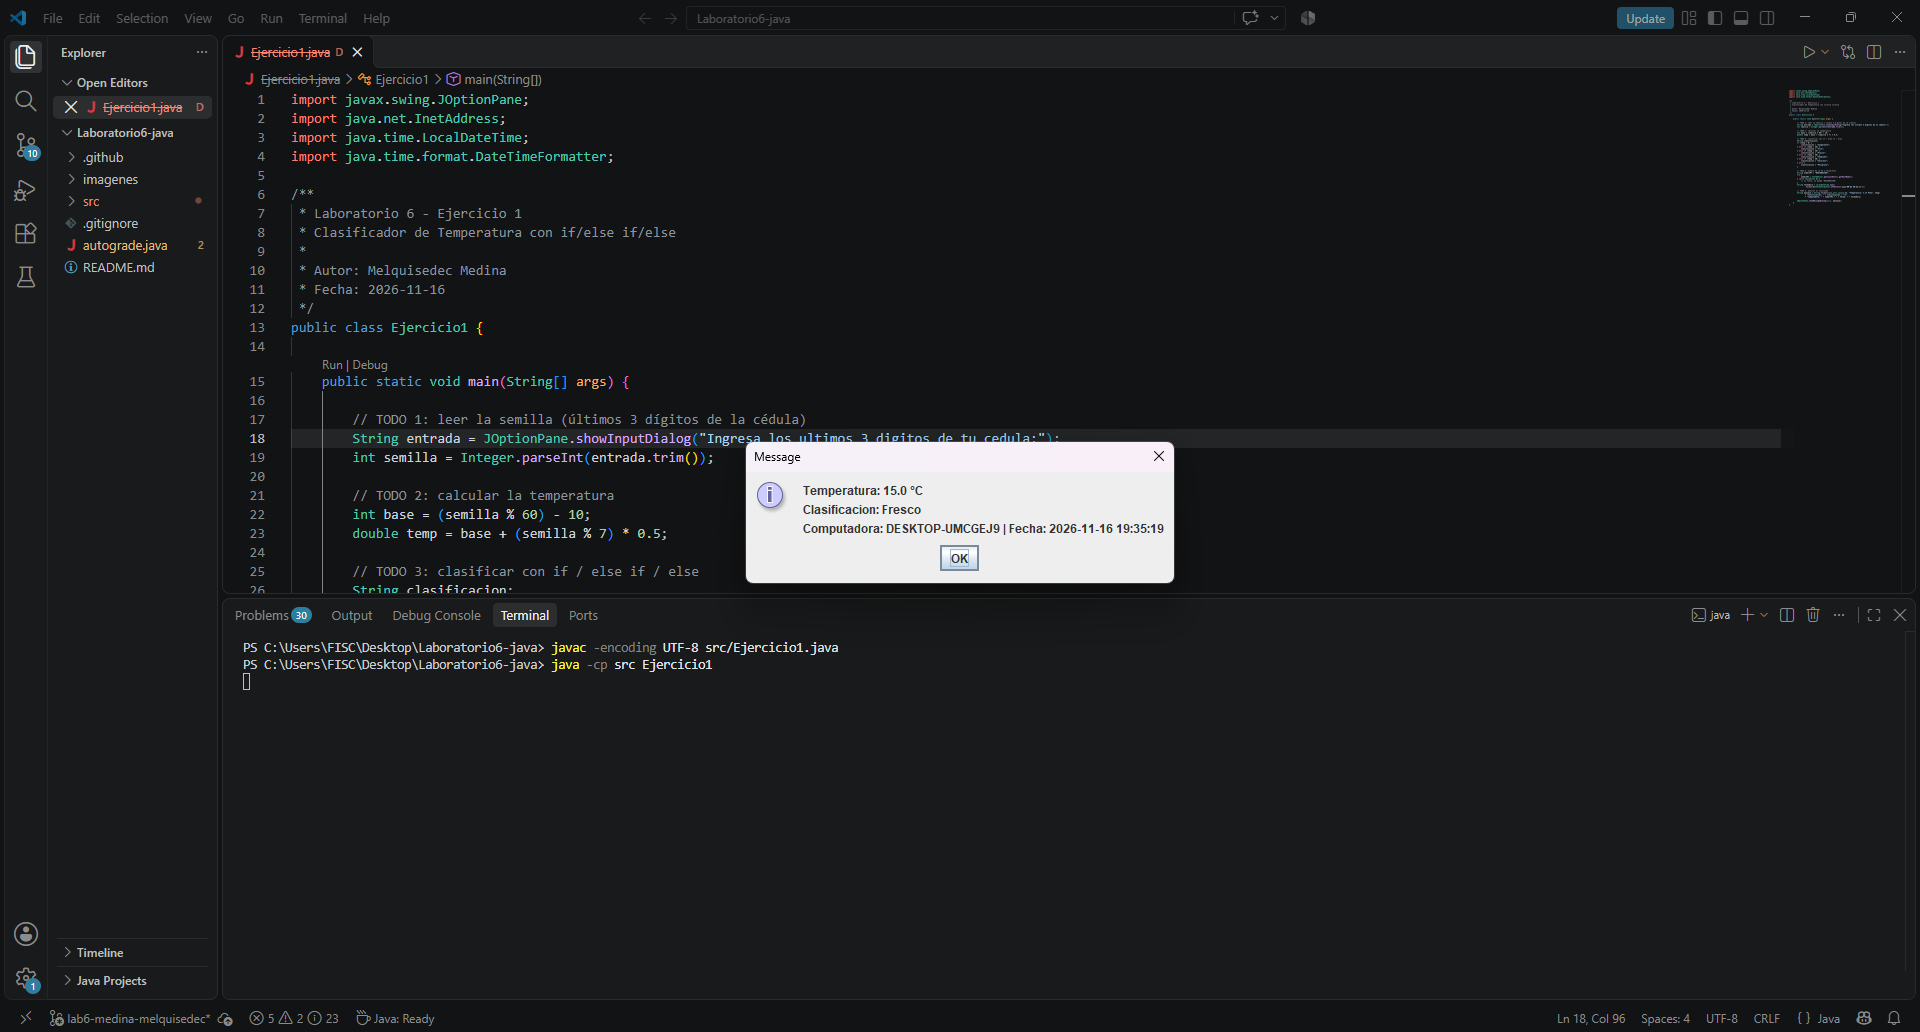 File Edit Selection View Go Run Terminal Help
Laboratorio6-java
Update
Explorer
Open Editors
Ejercicio1.java D
Laboratorio6-java
.github
imagenes
src
.gitignore
autograde.java 2
README.md
10
Timeline
Java Projects
1
Ejercicio1.java D
Ejercicio1.java > Ejercicio1 > main(String[])
1 import javax.swing.JOptionPane;
2 import java.net.InetAddress;
3 import java.time.LocalDateTime;
4 import java.time.format.DateTimeFormatter;
5
6 /**
7 * Laboratorio 6 - Ejercicio 1
8 * Clasificador de Temperatura con if/else if/else
9 *
10 * Autor: Melquisedec Medina
11 * Fecha: 2026-11-16
12 */
13 public class Ejercicio1 {
14
Run | Debug
15 public static void main(String[] args) {
16
17 // TODO 1: leer la semilla (últimos 3 dígitos de la cédula)
18 String entrada = JOptionPane.showInputDialog("Ingresa los ultimos 3 digitos de tu cedula:");
19 int semilla = Integer.parseInt(entrada.trim());
20
21 // TODO 2: calcular la temperatura
22 int base = (semilla % 60) - 10;
23 double temp = base + (semilla % 7) * 0.5;
24
25 // TODO 3: clasificar con if / else if / else
26 String clasificacion;
Message
Temperatura: 15.0 °C
Clasificacion: Fresco
Computadora: DESKTOP-UMCGEJ9 | Fecha: 2026-11-16 19:35:19
OK
Problems 30 Output Debug Console Terminal Ports
java
PS C:\Users\FISC\Desktop\Laboratorio6-java> javac -encoding UTF-8 src/Ejercicio1.java
PS C:\Users\FISC\Desktop\Laboratorio6-java> java -cp src Ejercicio1
lab6-medina-melquisedec* 5 2 23 Java: Ready
Ln 18, Col 96 Spaces: 4 UTF-8 CRLF { } Java